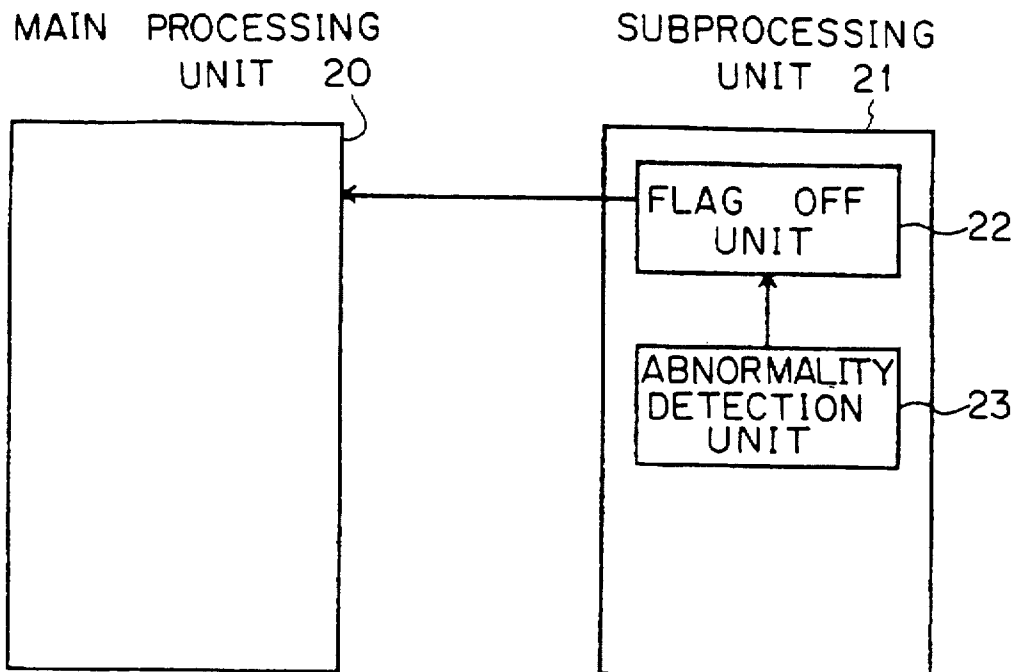 MAIN PROCESSING
UNIT 20
SUBPROCESSING
UNIT 21
FLAG OFF
UNIT
22
ABNORMALITY
DETECTION
UNIT
23